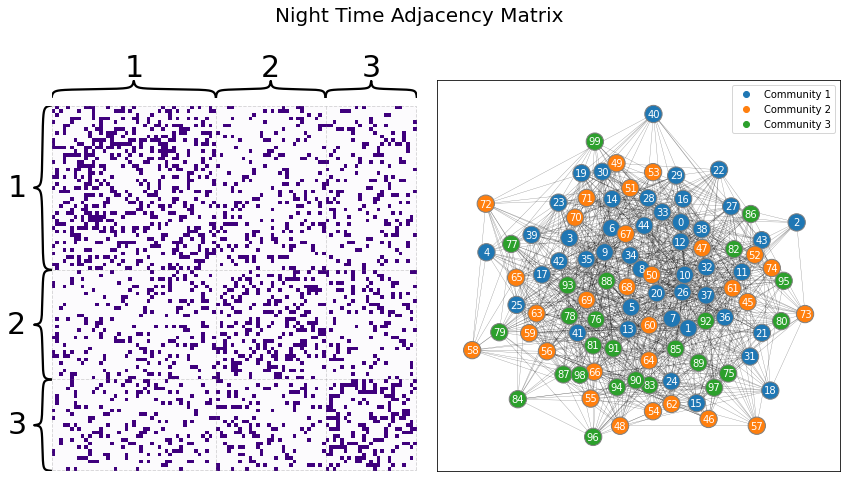 Night Time Adjacency Matrix
1 2 3
1
2
3
Community 1
Community 2
Community 3
40
99
49
19 30 53 29 22
51
71 14 28 16
72 23 27
70 33 86
6 44 0 2
39 3 67 12 38
77 47 82 43
4 42 35 9 34 52
8 32 11 74
65 17 88 50 10 95
93 68 20 26 37 61
25 69 5 45
63 78 76 7 92 36 80 73
79 59 41 13 60 1 21
58 56 81 91 85 31
64 89
87 98 66 90 24 75
94 83 97 18
84 55 62 15
54 46
96 48 57